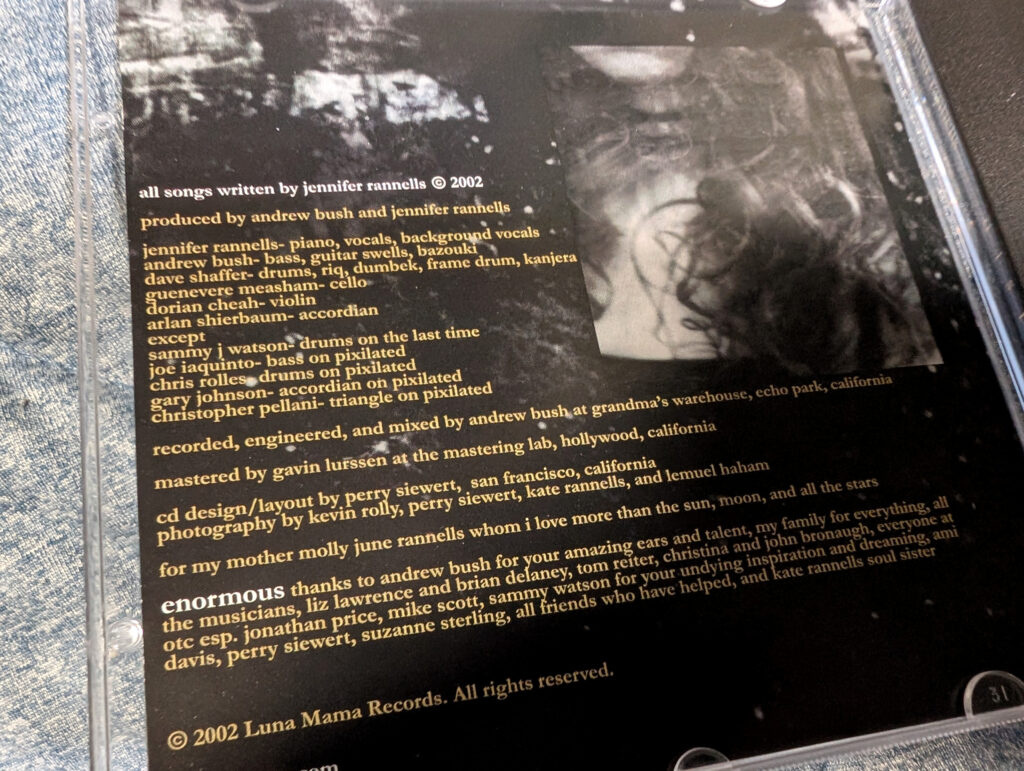 all songs written by jennifer rannells © 2002
produced by andrew bush and jennifer rannells
jennifer rannells- piano, vocals, background vocals
andrew bush- bass, guitar swells, bazouki
dave shaffer- drums, riq, dumbek, frame drum, kanjera
guenevere measham- cello
dorian cheah- violin
arlan shierbaum- accordian
except
sammy j watson- drums on the last time
joe iaquinto- bass on pixilated
chris rolles- drums on pixilated
gary johnson- accordian on pixilated
christopher pellani- triangle on pixilated
recorded, engineered, and mixed by andrew bush at grandma's warehouse, echo park, california
mastered by gavin lurssen at the mastering lab, hollywood, california
cd design/layout by perry siewert, san francisco, california
photography by kevin rolly, perry siewert, kate rannells, and lemuel haham
for my mother molly june rannells whom i love more than the sun, moon, and all the stars
enormous thanks to andrew bush for your amazing ears and talent, my family for everything, all
the musicians, liz lawrence and brian delaney, tom reiter, christina and john bronaugh, everyone at
otc esp. jonathan price, mike scott, sammy watson for your undying inspiration and dreaming, ami
davis, perry siewert, suzanne sterling, all friends who have helped, and kate rannells soul sister
© 2002 Luna Mama Records. All rights reserved.
31